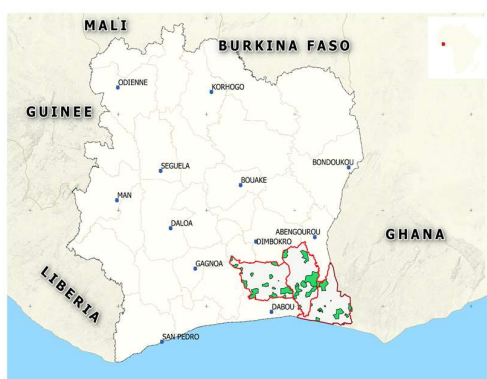 MALI
BURKINA FASO
ODIENNE
KORHOGO
GUINEE
BONDOUKOU
SEGUELA
BOUAKE
MAN
DALOA
ABENGOUROU
DIMBOKRO
GHANA
GAGNOA
LIBERIA
DABOU
SAN PEDRO